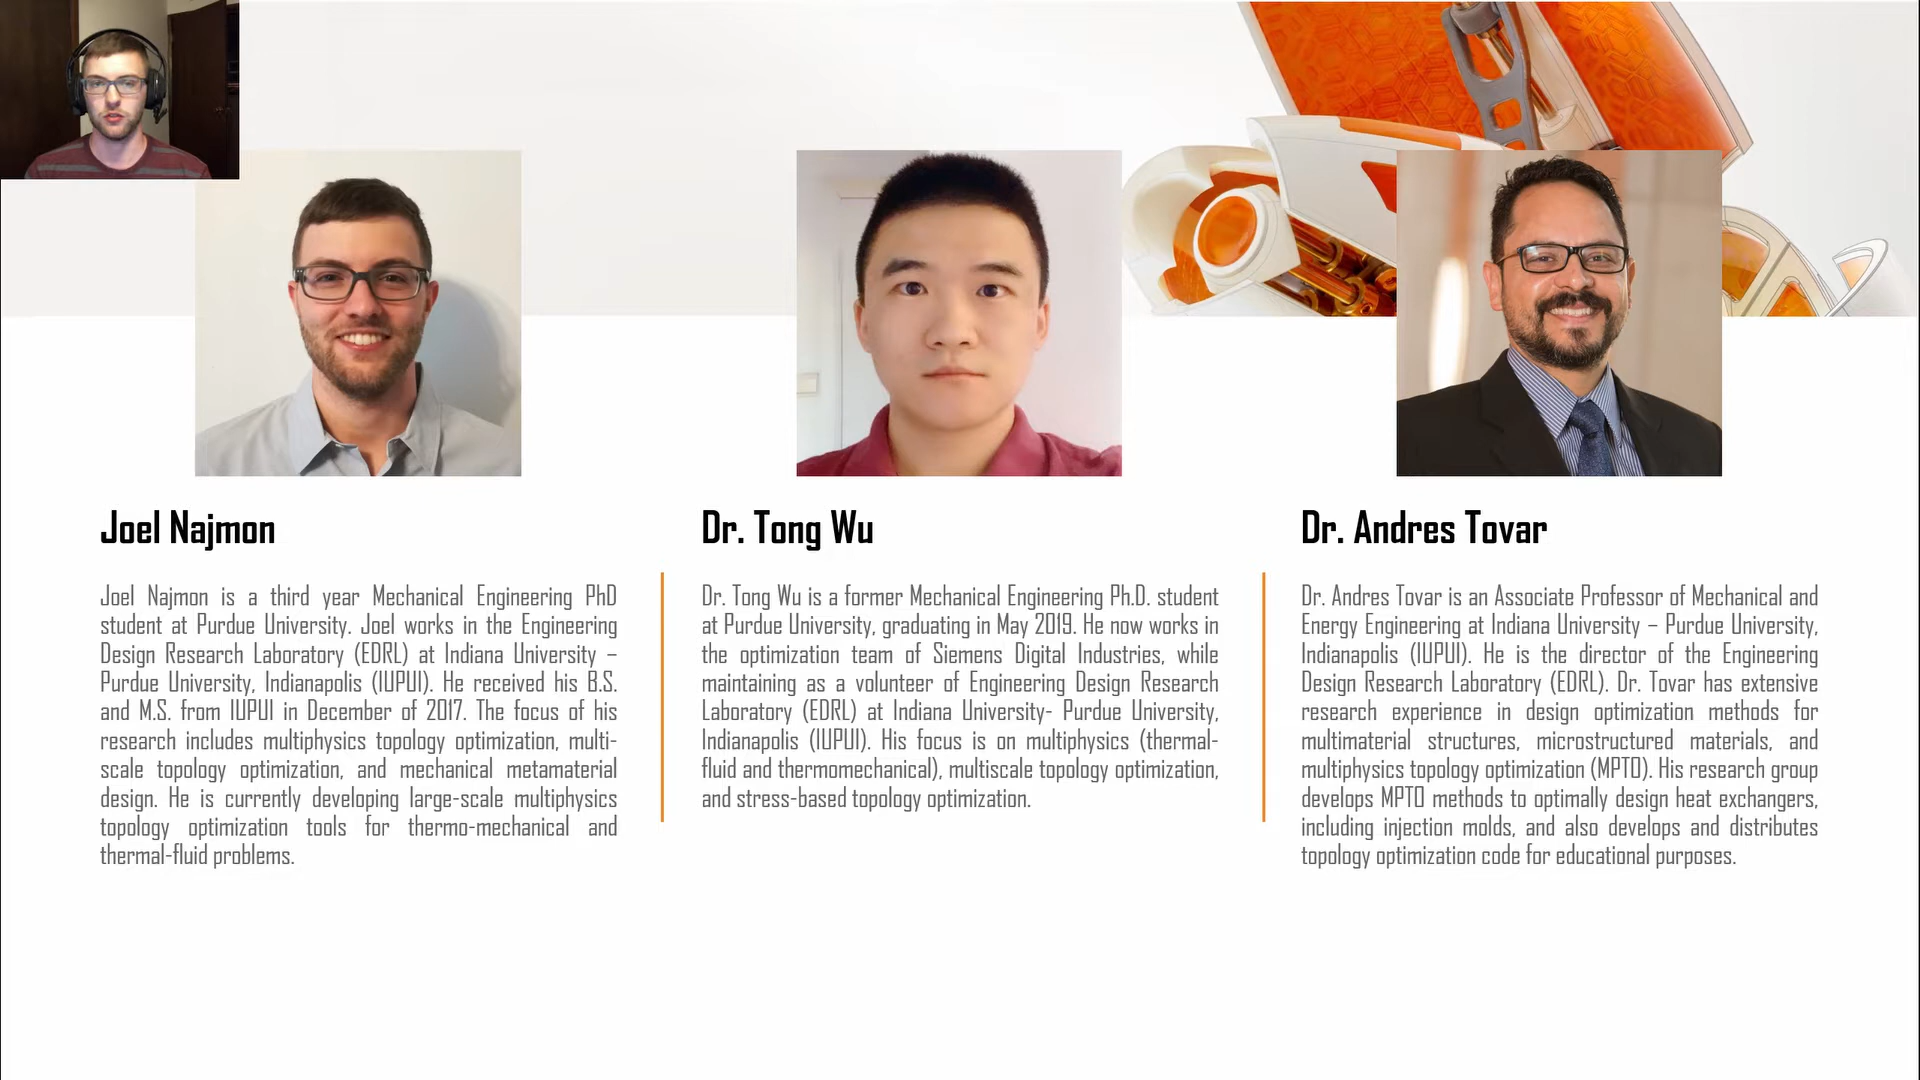 Joel Najmon
Joel Najmon is a third year Mechanical Engineering PhD
student at Purdue University. Joel works in the Engineering
Design Research Laboratory (EDRL) at Indiana University –
Purdue University, Indianapolis (IUPUI). He received his B.S.
and M.S. from IUPUI in December of 2017. The focus of his
research includes multiphysics topology optimization, multi-
scale topology optimization, and mechanical metamaterial
design. He is currently developing large-scale multiphysics
topology optimization tools for thermo-mechanical and
thermal-fluid problems.
Dr. Tong Wu
Dr. Tong Wu is a former Mechanical Engineering Ph.D. student
at Purdue University, graduating in May 2019. He now works in
the optimization team of Siemens Digital Industries, while
maintaining as a volunteer of Engineering Design Research
Laboratory (EDRL) at Indiana University- Purdue University,
Indianapolis (IUPUI). His focus is on multiphysics (thermal-
fluid and thermomechanical), multiscale topology optimization,
and stress-based topology optimization.
Dr. Andres Tovar
Dr. Andres Tovar is an Associate Professor of Mechanical and
Energy Engineering at Indiana University – Purdue University,
Indianapolis (IUPUI). He is the director of the Engineering
Design Research Laboratory (EDRL). Dr. Tovar has extensive
research experience in design optimization methods for
multimaterial structures, microstructured materials, and
multiphysics topology optimization (MPTO). His research group
develops MPTO methods to optimally design heat exchangers,
including injection molds, and also develops and distributes
topology optimization code for educational purposes.